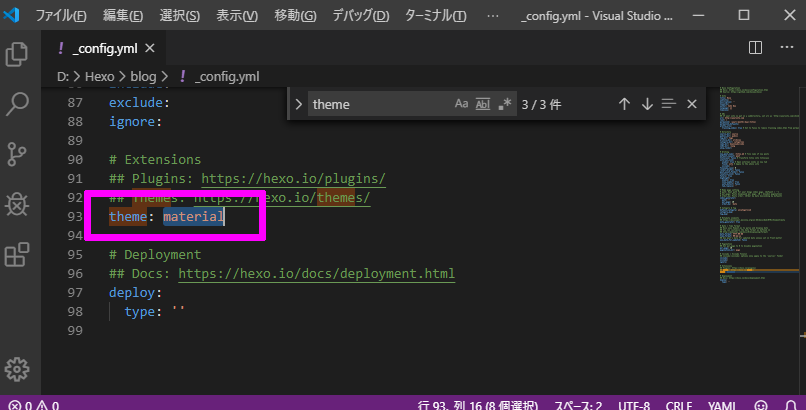 ファイル(F) 編集(E) 選択(S) 表示(V) 移動(G) デバッグ(D) ターミナル(T) ··· _config.yml - Visual Studio ...
! _config.yml ×
D: > Hexo > blog > ! _config.yml
theme Aa Abl .* 3 / 3 件
87 exclude:
88 ignore:
89
90 # Extensions
91 ## Plugins: https://hexo.io/plugins/
92 ## Themes: https://hexo.io/themes/
93 theme: material
94
95 # Deployment
96 ## Docs: https://hexo.io/docs/deployment.html
97 deploy:
98 type: ''
99
0 0 行 93、列 16 (8 個選択) スペース: 2 UTF-8 CRLF YAML